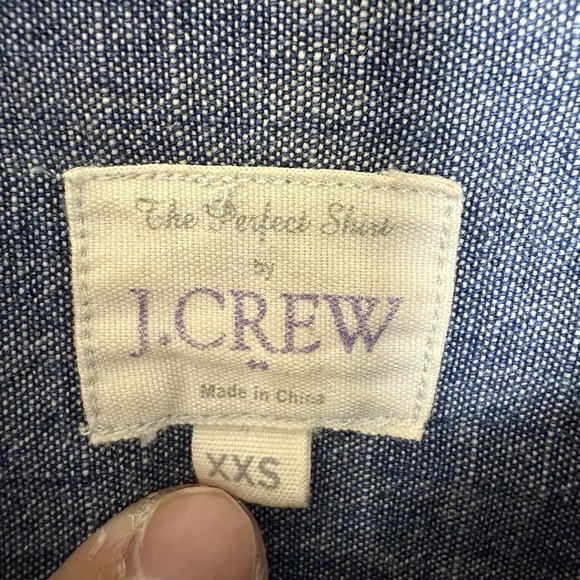 The Perfect Shirt
by
J.CREW
Made in China
XXS